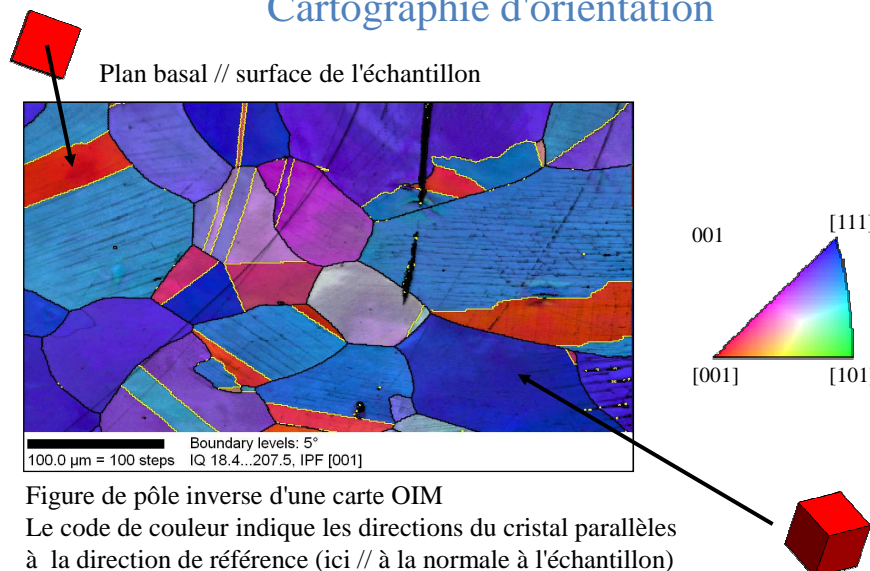 Cartographie d'orientation
Plan basal // surface de l'échantillon
001
[111]
[001]
[101]
Boundary levels: 5°
100.0 µm = 100 steps IQ 18.4...207.5, IPF [001]
Figure de pôle inverse d'une carte OIM
Le code de couleur indique les directions du cristal parallèles
à la direction de référence (ici // à la normale à l'échantillon)